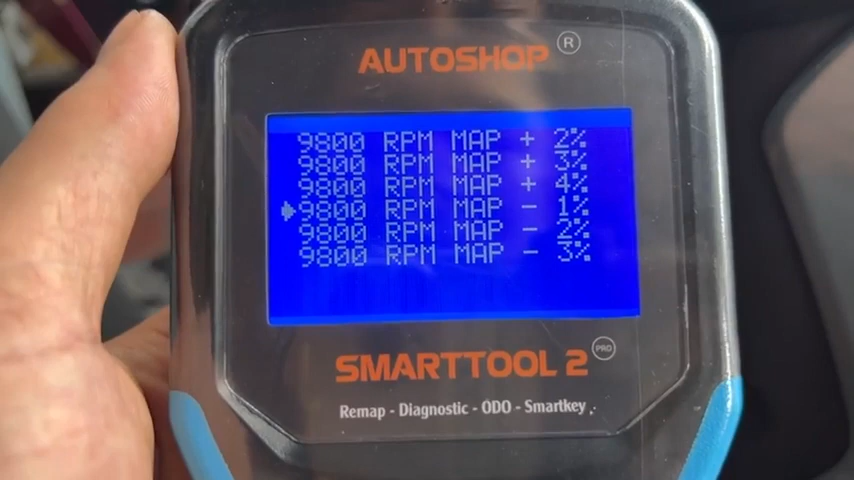 AUTOSHOP ®
9800 RPM MAP + 2%
9800 RPM MAP + 3%
9800 RPM MAP + 4%
9800 RPM MAP - 1%
9800 RPM MAP - 2%
9800 RPM MAP - 3%
SMARTTOOL 2 PRO
Remap - Diagnostic - ODO - Smartkey .